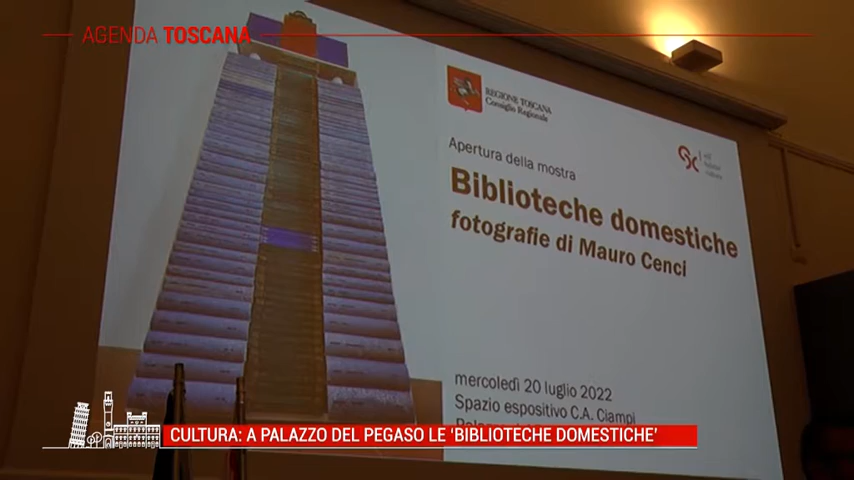 AGENDA TOSCANA
REGIONE TOSCANA
Consiglio Regionale
Apertura della mostra
Biblioteche domestiche
fotografie di Mauro Cenci
mercoledì 20 luglio 2022
Spazio espositivo C.A. Ciampi
CULTURA: A PALAZZO DEL PEGASO LE 'BIBLIOTECHE DOMESTICHE'